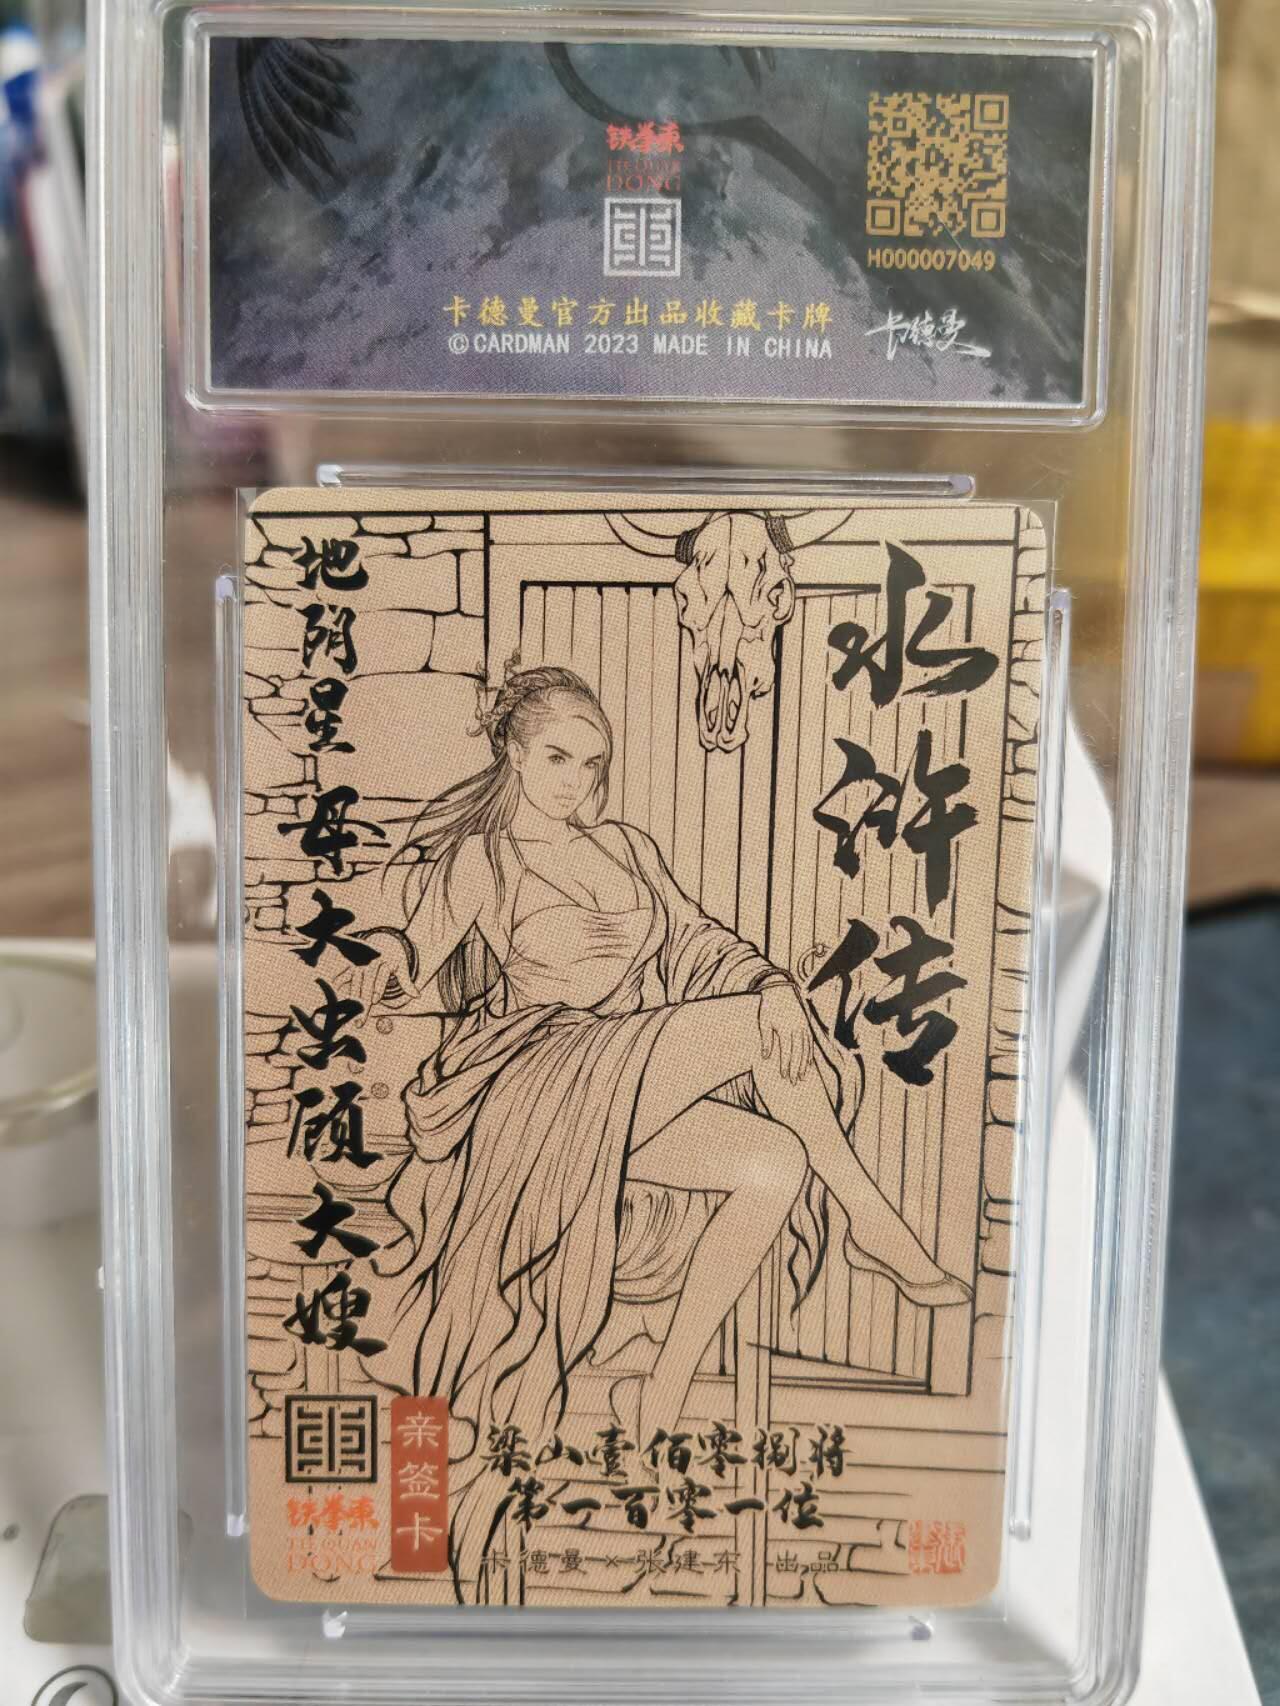 铁拳东
TIE QUAN
DONG
H000007049
卡德曼官方出品收藏卡牌
©CARDMAN 2023 MADE IN CHINA
卡德曼
水浒传
地阴星母大虫顾大嫂
亲签卡
铁拳东
TIE QUAN
DONG
梁山壹佰零捌将
第一百零一位
卡德曼×张建东 出品